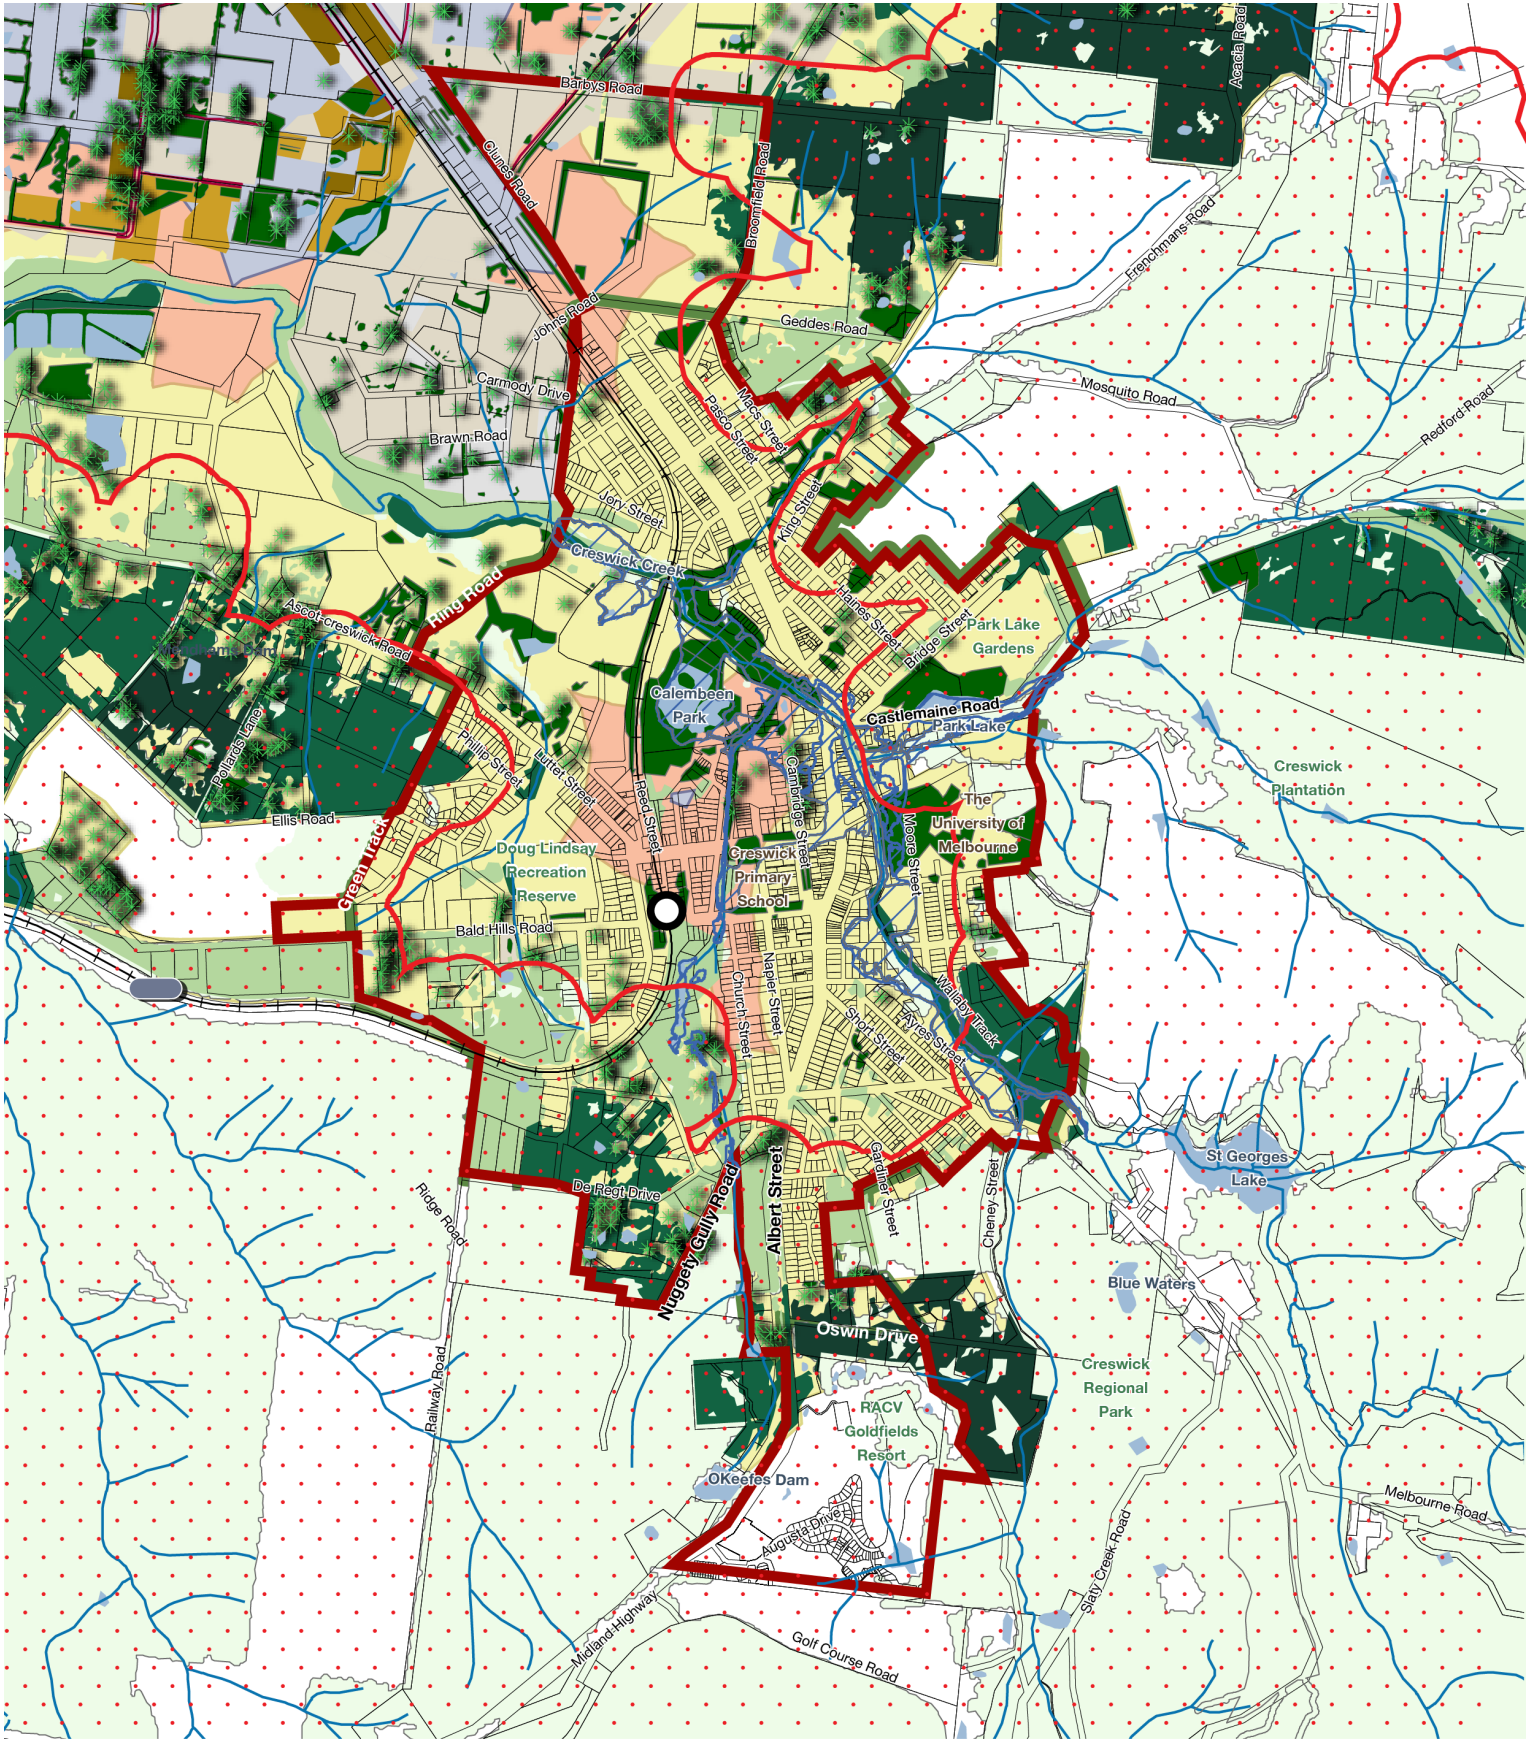 Acacia Road
Barbys Road
Clunes Road
Broomfield Road
Frenchmans Road
Johns Road
Geddes Road
Carmody Drive
Macs Street
Pasco Street
Mosquito Road
Redford Road
Brawn Road
Jory Street
King Street
Creswick Creek
Ring Road
Ascot-creswick Road
Haines Street
Bridge Street
Park Lake
Gardens
Calembeen
Park
Castlemaine Road
Park Lake
Pollards Lane
Phillip Street
Luttet Street
Reed Street
Cambridge Street
Creswick
Plantation
Ellis Road
Green Track
The
University of
Melbourne
Moore Street
Doug Lindsay
Recreation
Reserve
Creswick
Primary
School
Bald Hills Road
Church Street
Napier Street
Short Street
Ayres Street
Wallaby Track
St Georges
Lake
De Regt Drive
Ridge Road
Nuggety Gully Road
Albert Street
Gardiner Street
Cheney Street
Blue Waters
Oswin Drive
Railway Road
Creswick
Regional
Park
RACV
Goldfields
Resort
OKeefes Dam
Augusta Drive
Melbourne Road
Slaty Creek Road
Midland Highway
Golf Course Road